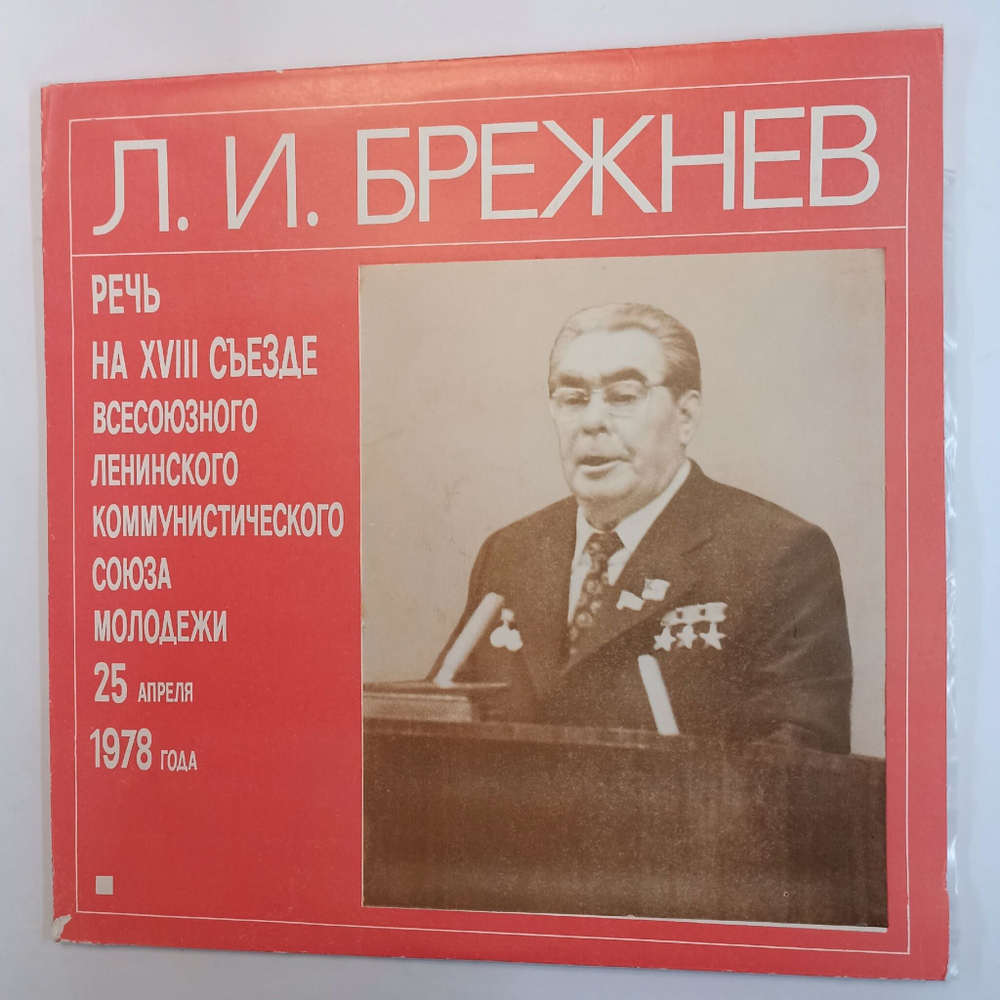 Л. И. БРЕЖНЕВ
РЕЧЬ
НА XVIII СЪЕЗДЕ
ВСЕСОЮЗНОГО
ЛЕНИНСКОГО
КОММУНИСТИЧЕСКОГО
СОЮЗА
МОЛОДЕЖИ
25 АПРЕЛЯ
1978 ГОДА